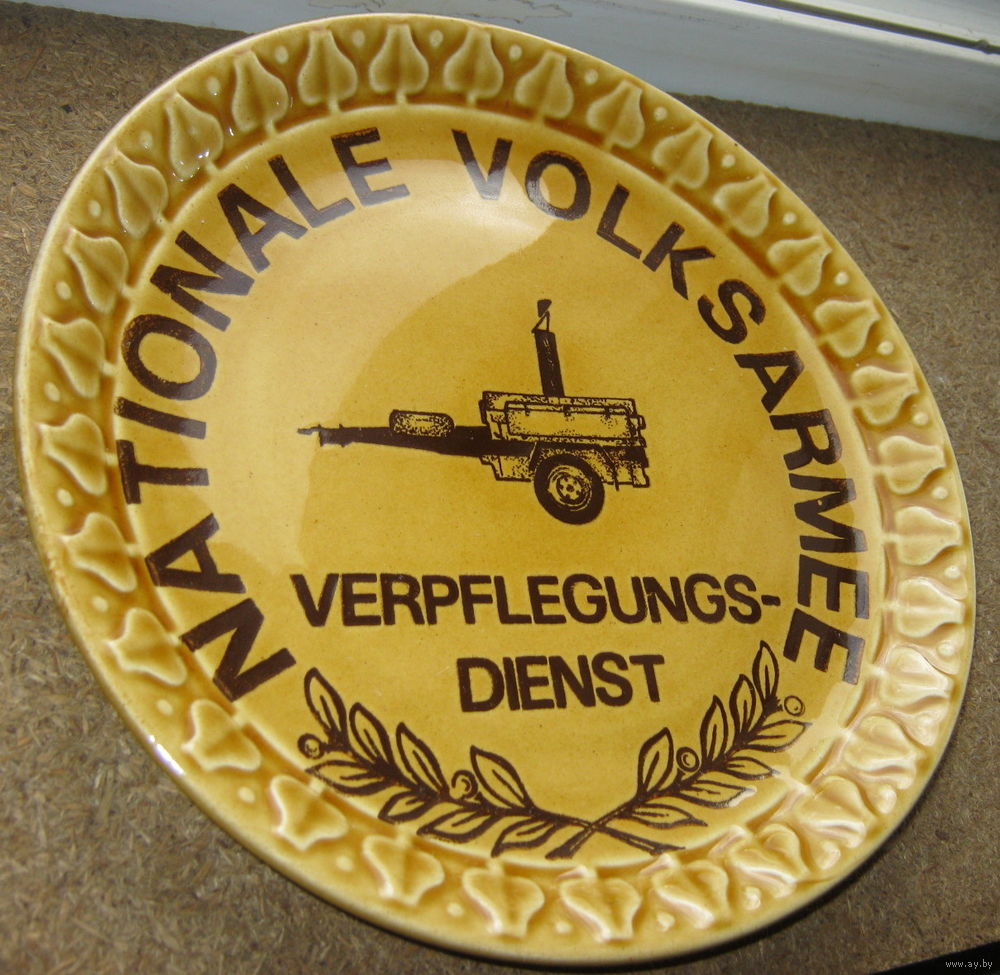 NATIONALE VOLKSARMEE
VERPFLEGUNGS-
DIENST
www.ay.by